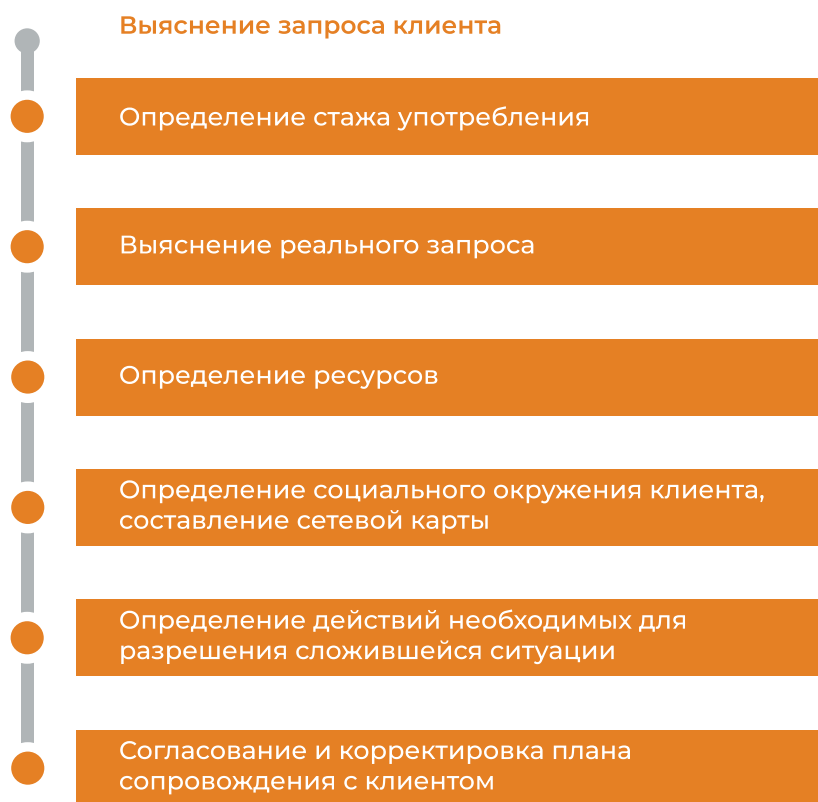 Выяснение запроса клиента
Определение стажа употребления
Выяснение реального запроса
Определение ресурсов
Определение социального окружения клиента,
составление сетевой карты
Определение действий необходимых для
разрешения сложившейся ситуации
Согласование и корректировка плана
сопровождения с клиентом